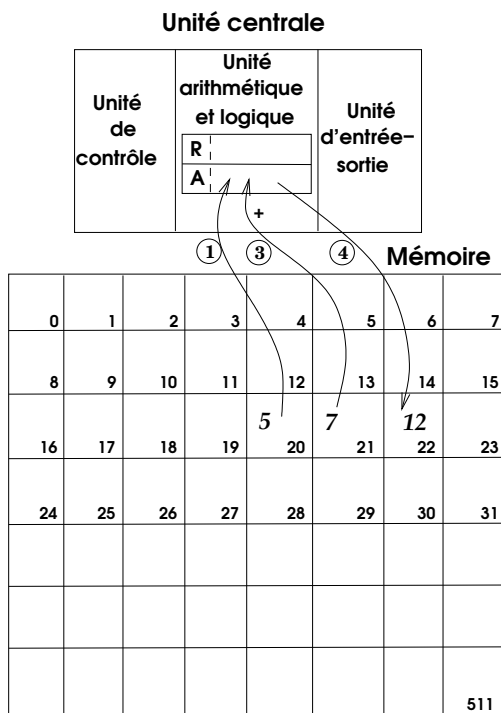 Unité centrale
Unité
de
contrôle
Unité
arithmétique
et logique
R
A
Unité
d'entrée-
sortie
+
1 3 4
Mémoire
0 1 2 3 4 5 6 7
8 9 10 11 12 13 14 15
5 7 12
16 17 18 19 20 21 22 23
24 25 26 27 28 29 30 31
511